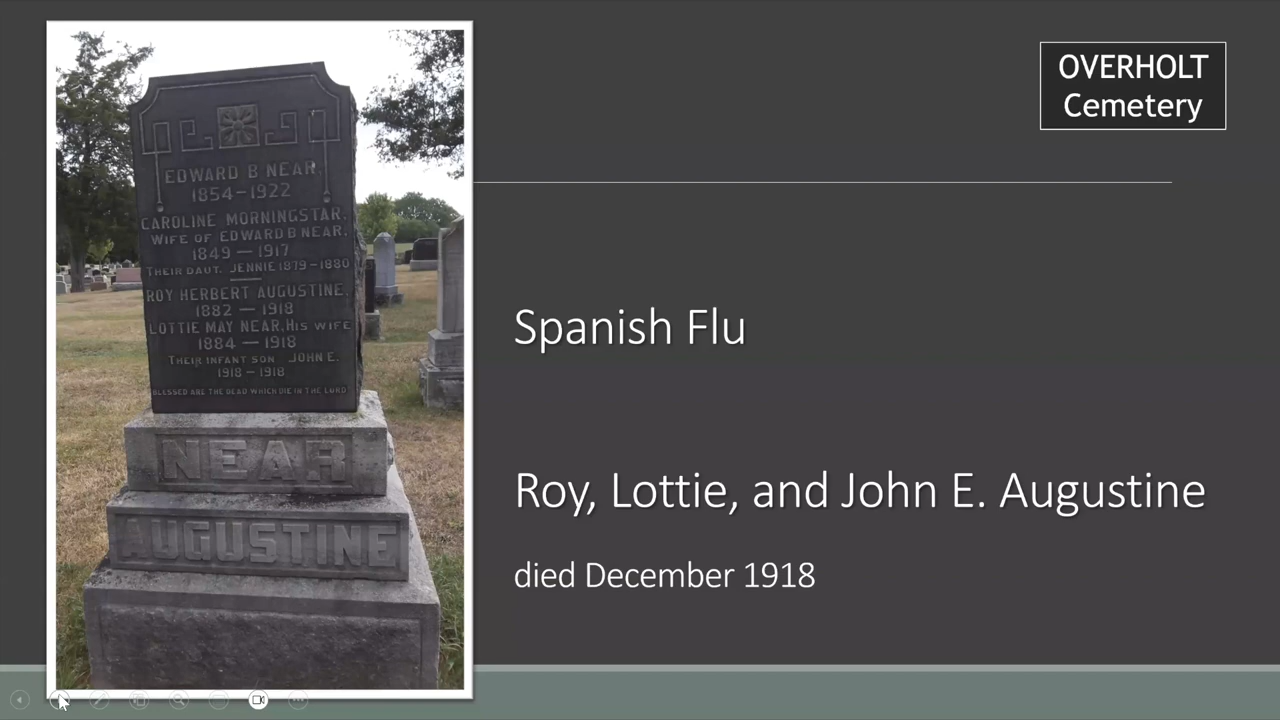 OVERHOLT
Cemetery
EDWARD B NEAR.
1854–1922
CAROLINE MORNINGSTAR.
WIFE OF EDWARD B NEAR.
1849 — 1917
THEIR DAUT. JENNIE 1879–1880
ROY HERBERT AUGUSTINE.
1882 — 1918
LOTTIE MAY NEAR, HIS WIFE
1884 — 1918
THEIR INFANT SON JOHN E.
1918 – 1918
BLESSED ARE THE DEAD WHICH DIE IN THE LORD
NEAR
AUGUSTINE
Spanish Flu
Roy, Lottie, and John E. Augustine
died December 1918